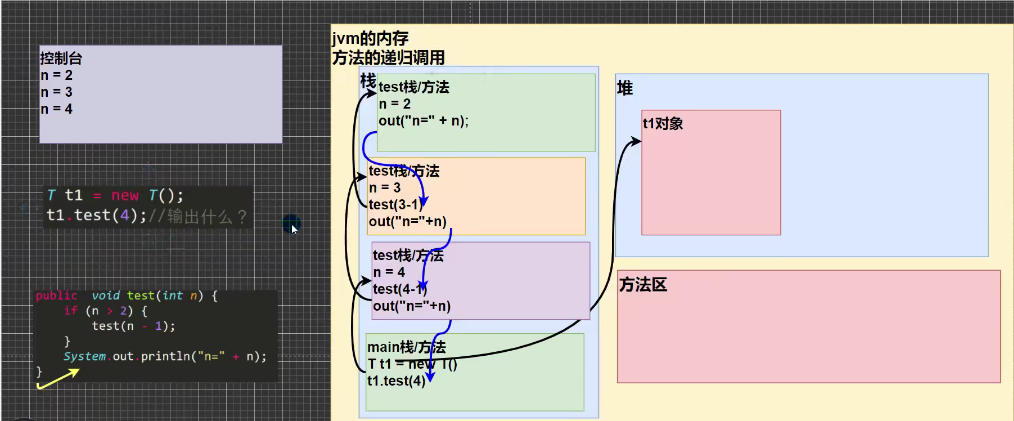 控制台
n = 2
n = 3
n = 4
T t1 = new T();
t1.test(4);//输出什么？
public void test(int n) {
if (n > 2) {
test(n - 1);
}
System.out.println("n=" + n);
}
jvm的内存
方法的递归调用
栈
test栈/方法
n = 2
out("n=" + n);
test栈/方法
n = 3
test(3-1)
out("n="+n)
test栈/方法
n = 4
test(4-1)
out("n="+n)
main栈/方法
T t1 = new T()
t1.test(4)
堆
t1对象
方法区